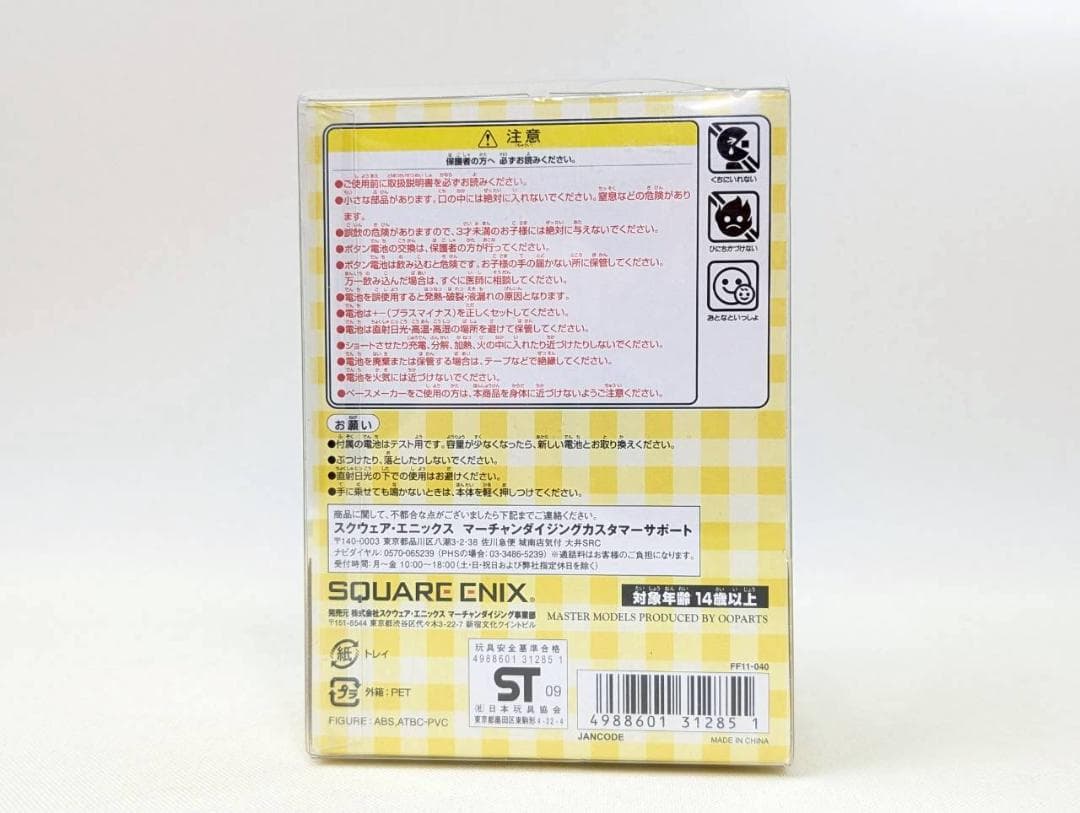 注意
保護者の方へ 必ずお読みください。
●ご使用前に取扱説明書を必ずお読みください。
●小さな部品があります。口の中には絶対に入れないでください。窒息などの危険があり
ます。
●誤飲の危険がありますので、3才未満のお子様には絶対に与えないでください。
●ボタン電池の交換は、保護者の方が行ってください。
●ボタン電池は飲み込むと危険です。お子様の手の届かない所に保管してください。
万一飲み込んだ場合は、すぐに医師に相談してください。
●電池を誤使用すると発熱・破裂・液漏れの原因となります。
●電池は+−(プラスマイナス)を正しくセットしてください。
●電池は直射日光・高温・高湿の場所を避けて保管してください。
●ショートさせたり充電、分解、加熱、火の中に入れたり近づけたりしないでください。
●電池を廃棄または保管する場合は、テープなどで絶縁してください。
●電池を火気には近づけないでください。
●ペースメーカーをご使用の方は、本商品を身体に近づけないようご注意ください。
くちにいれない
ひにちかづけない
おとなといっしょ
お願い
●付属の電池はテスト用です。容量が少なくなったら、新しい電池とお取り換えください。
●ぶつけたり、落としたりしないでください。
●直射日光の下での使用はお避けください。
●手に乗せても鳴かないときは、本体を軽く押しつけてください。
商品に関して、不都合な点がございましたら下記までご連絡ください。
スクウェア・エニックス マーチャンダイジングカスタマーサポート
〒140-0003 東京都品川区八潮3-2-38 佐川急便 城南店気付 大井SRC
ナビダイヤル:0570-065239 (PHSの場合:03-3486-5239) ※通話料はお客様のご負担になります。
受付時間:月〜金 10:00〜18:00(土・日・祝日および弊社指定休日を除く)
SQUARE ENIX®
対象年齢 14歳以上
発売元 株式会社スクウェア・エニックス マーチャンダイジング事業部
〒151-8544 東京都渋谷区代々木3-22-7 新宿文化クイントビル
MASTER MODELS PRODUCED BY OOPARTS
紙 トレイ
プラ 外箱:PET
FIGURE : ABS,ATBC-PVC
玩具安全基準合格
4988601 31285 1
ST 09
(社)日本玩具協会
東京都墨田区東駒形4-22-4
FF11-040
4988601 31285 1
JANCODE
MADE IN CHINA